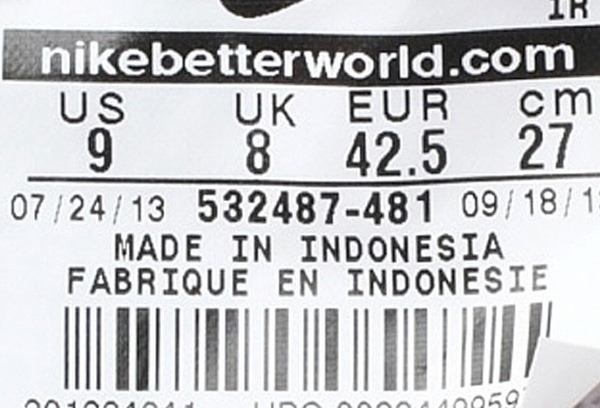 nikebetterworld.com
US UK EUR cm
9 8 42.5 27
07/24/13 532487-481 09/18/1
MADE IN INDONESIA
FABRIQUE EN INDONESIE